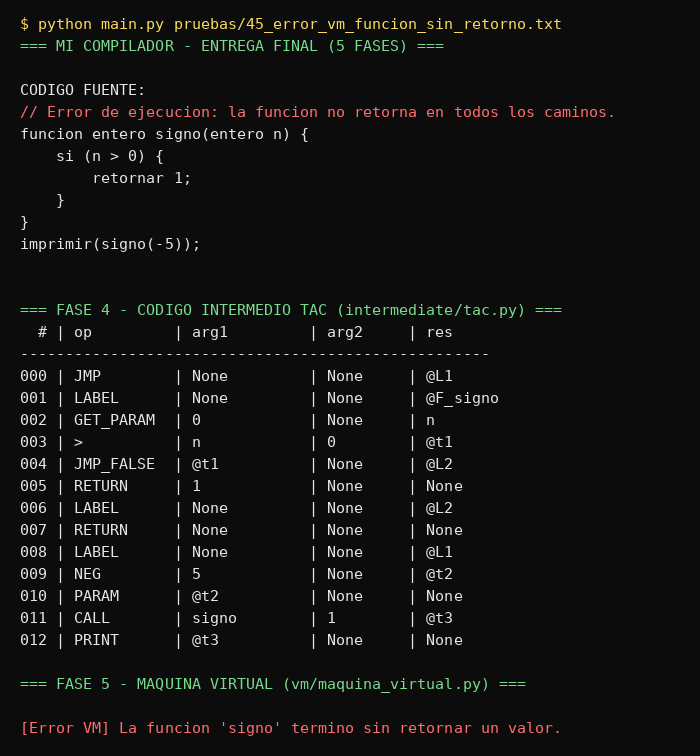 $ python main.py pruebas/45_error_vm_funcion_sin_retorno.txt
=== MI COMPILADOR - ENTREGA FINAL (5 FASES) ===

CODIGO FUENTE:
// Error de ejecucion: la funcion no retorna en todos los caminos.
funcion entero signo(entero n) {
    si (n > 0) {
        retornar 1;
    }
}
imprimir(signo(-5));


=== FASE 4 - CODIGO INTERMEDIO TAC (intermediate/tac.py) ===
  # | op         | arg1         | arg2     | res
----------------------------------------------------
000 | JMP        | None         | None     | @L1
001 | LABEL      | None         | None     | @F_signo
002 | GET_PARAM  | 0            | None     | n
003 | >          | n            | 0        | @t1
004 | JMP_FALSE  | @t1          | None     | @L2
005 | RETURN     | 1            | None     | None
006 | LABEL      | None         | None     | @L2
007 | RETURN     | None         | None     | None
008 | LABEL      | None         | None     | @L1
009 | NEG        | 5            | None     | @t2
010 | PARAM      | @t2          | None     | None
011 | CALL       | signo        | 1        | @t3
012 | PRINT      | @t3          | None     | None

=== FASE 5 - MAQUINA VIRTUAL (vm/maquina_virtual.py) ===

[Error VM] La funcion 'signo' termino sin retornar un valor.